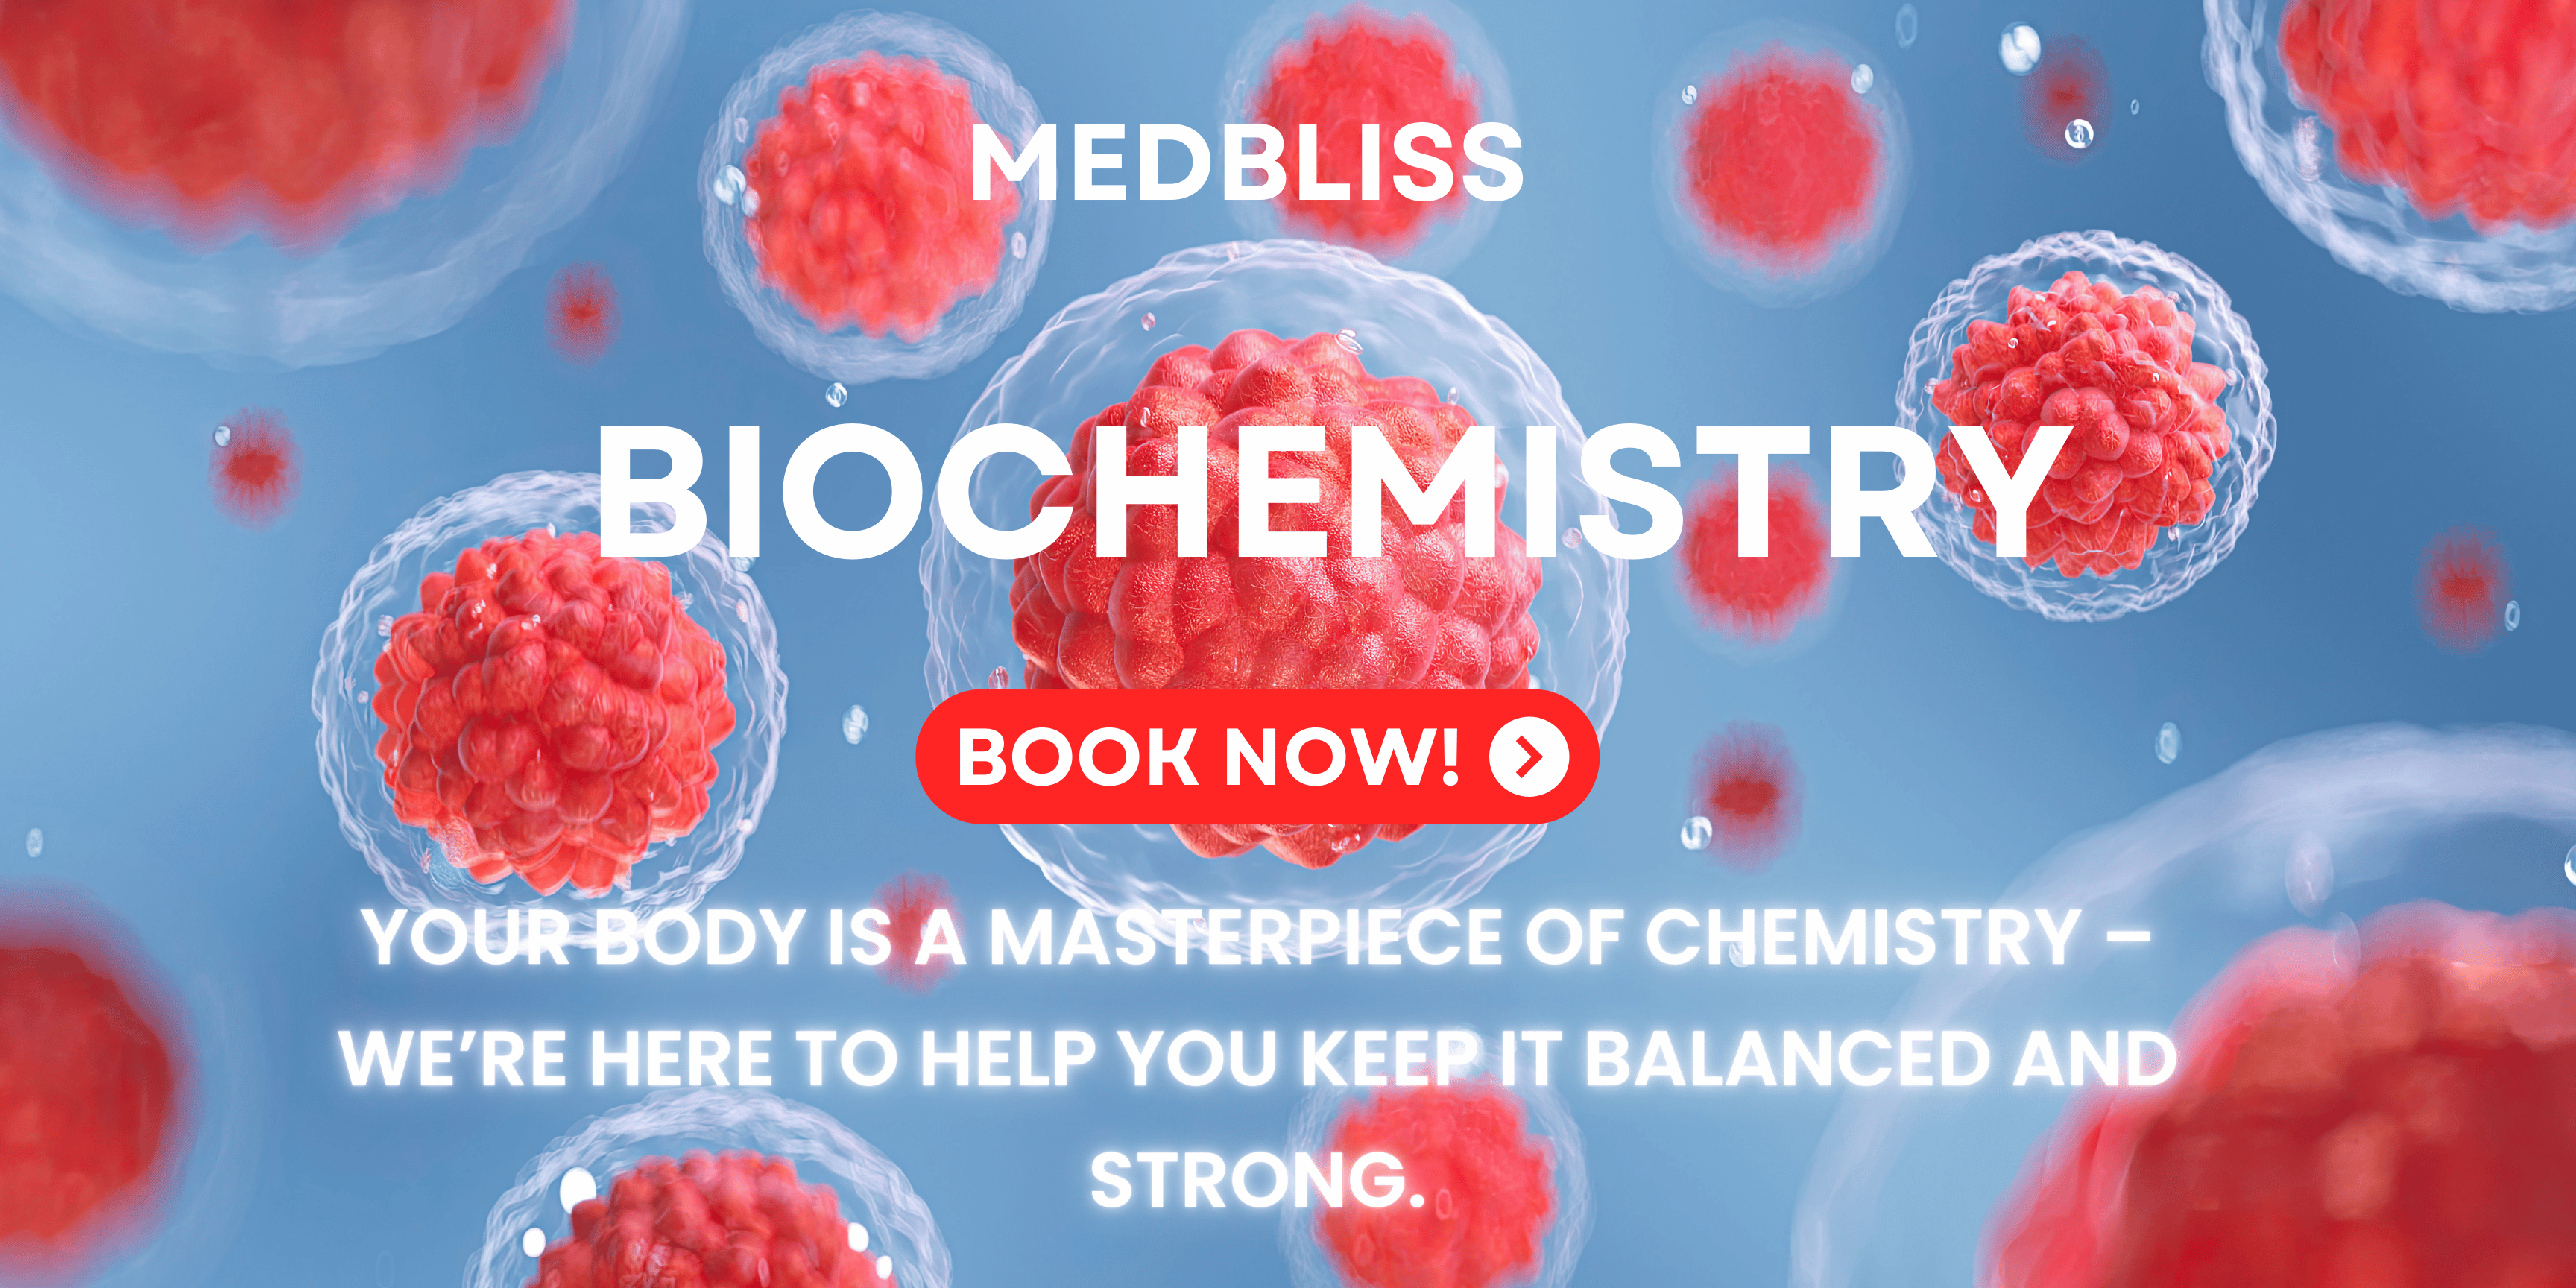 MEDBLISS
BIOCHEMISTRY
BOOK NOW!
YOUR BODY IS A MASTERPIECE OF CHEMISTRY –
WE’RE HERE TO HELP YOU KEEP IT BALANCED AND
STRONG.